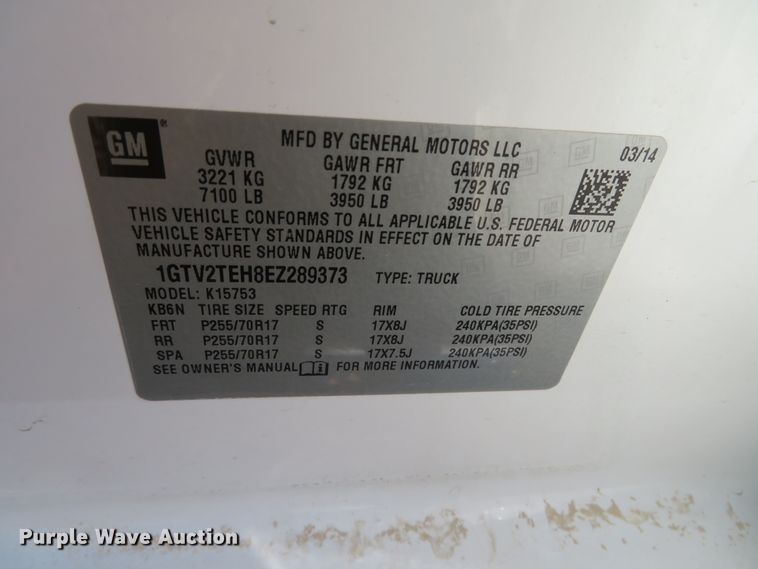 GM ®
MFD BY GENERAL MOTORS LLC 03/14
GVWR GAWR FRT GAWR RR
3221 KG 1792 KG 1792 KG
7100 LB 3950 LB 3950 LB
THIS VEHICLE CONFORMS TO ALL APPLICABLE U.S. FEDERAL MOTOR
VEHICLE SAFETY STANDARDS IN EFFECT ON THE DATE OF
MANUFACTURE SHOWN ABOVE.
1GTV2TEH8EZ289373 TYPE: TRUCK
MODEL: K15753
KB6N TIRE SIZE SPEED RTG RIM COLD TIRE PRESSURE
FRT P255/70R17 S 17X8J 240KPA(35PSI)
RR P255/70R17 S 17X8J 240KPA(35PSI)
SPA P255/70R17 S 17X7.5J 240KPA(35PSI)
SEE OWNER'S MANUAL FOR MORE INFORMATION.
Purple Wave Auction